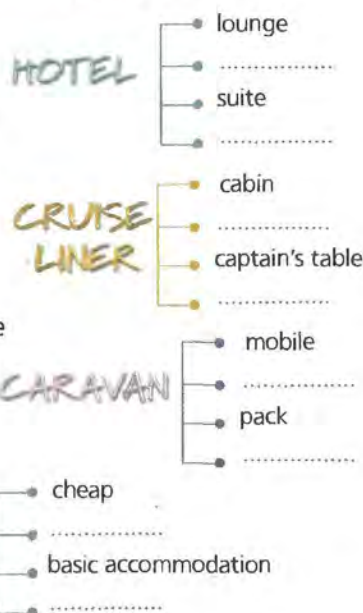 lounge
HOTEL
..................
suite
..................
cabin
CRUISE
LINER
..................
captain's table
..................
e
mobile
CARAVAN
..................
pack
..................
cheap
..................
basic accommodation
..................